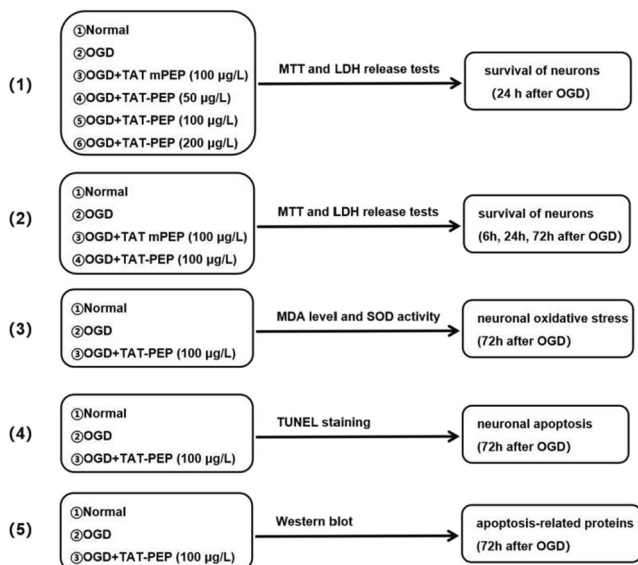 ①Normal
②OGD
③OGD+TAT mPEP (100 μg/L)
④OGD+TAT-PEP (50 μg/L)
⑤OGD+TAT-PEP (100 μg/L)
⑥OGD+TAT-PEP (200 μg/L)
(1)
MTT and LDH release tests
survival of neurons
(24 h after OGD)
①Normal
②OGD
③OGD+TAT mPEP (100 μg/L)
④OGD+TAT-PEP (100 μg/L)
(2)
MTT and LDH release tests
survival of neurons
(6h, 24h, 72h after OGD)
①Normal
②OGD
③OGD+TAT-PEP (100 μg/L)
(3)
MDA level and SOD activity
neuronal oxidative stress
(72h after OGD)
①Normal
②OGD
③OGD+TAT-PEP (100 μg/L)
(4)
TUNEL staining
neuronal apoptosis
(72h after OGD)
①Normal
②OGD
③OGD+TAT-PEP (100 μg/L)
(5)
Western blot
apoptosis-related proteins
(72h after OGD)